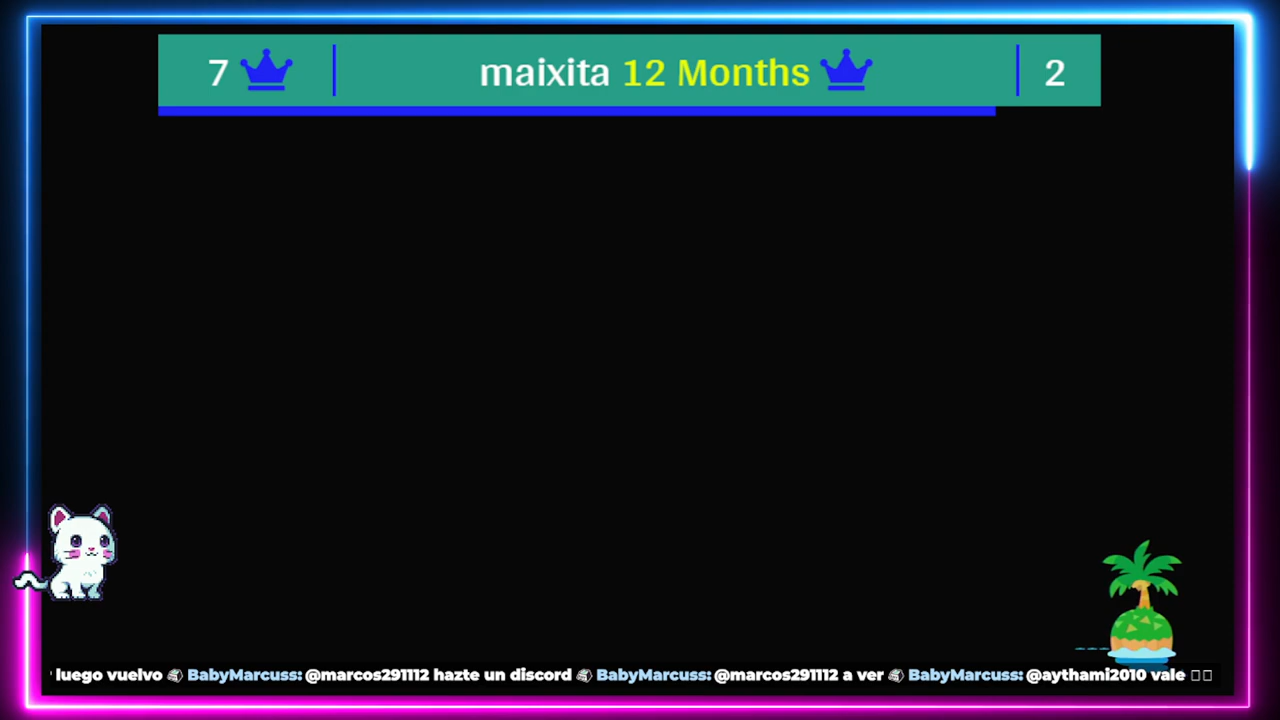 7 maixita 12 Months 2
luego vuelvo BabyMarcuss: @marcos291112 hazte un discord BabyMarcuss: @marcos291112 a ver BabyMarcuss: @aythami2010 vale